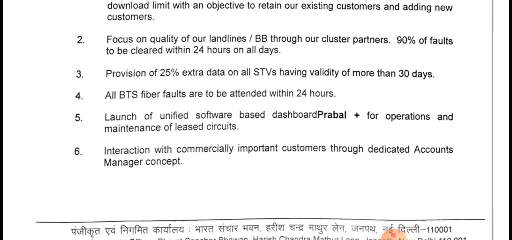 download limit with an objective to retain our existing customers and adding new
customers.
2. Focus on quality of our landlines / BB through our cluster partners. 90% of faults
to be cleared within 24 hours on all days.
3. Provision of 25% extra data on all STVs having validity of more than 30 days.
4. All BTS fiber faults are to be attended within 24 hours.
5. Launch of unified software based dashboardPrabal + for operations and
maintenance of leased circuits.
6. Interaction with commercially important customers through dedicated Accounts
Manager concept.
पंजीकृत एवं निगमित कार्यालय : भारत संचार भवन, हरीश चन्द्र माथुर लेन, जनपथ, नई दिल्ली–110001
Harish Chandra Mathur Lane,